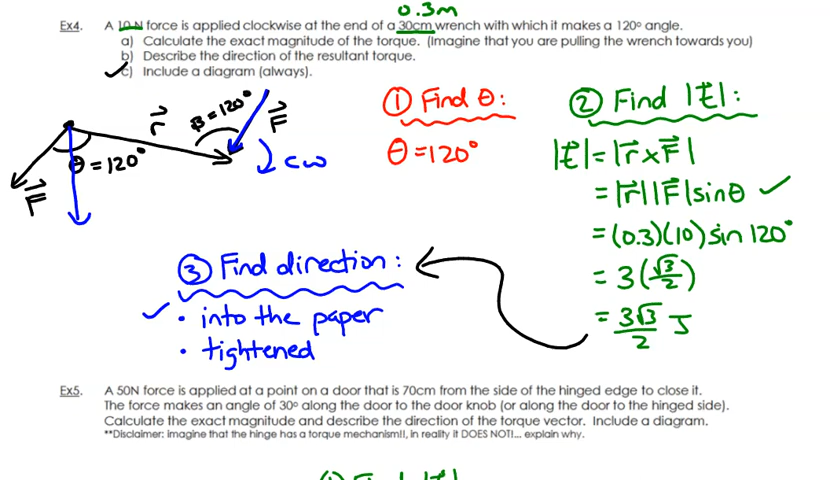 0.3m
Ex4. A 10 N force is applied clockwise at the end of a 30cm wrench with which it makes a 120° angle.
a) Calculate the exact magnitude of the torque. (Imagine that you are pulling the wrench towards you)
b) Describe the direction of the resultant torque.
c) Include a diagram (always).
r⃗
β=120°
F⃗
cw
θ=120°
F⃗
① Find θ:
θ=120°
② Find |t⃗|:
|t⃗| = |r⃗ x F⃗|
= |r⃗| |F⃗| sinθ ✓
= (0.3)(10) sin 120°
= 3(√3/2)
= 3√3/2 J
③ Find direction:
✓ • into the paper
• tightened
Ex5. A 50N force is applied at a point on a door that is 70cm from the side of the hinged edge to close it.
The force makes an angle of 30° along the door to the door knob (or along the door to the hinged side).
Calculate the exact magnitude and describe the direction of the torque vector. Include a diagram.
**Disclaimer: imagine that the hinge has a torque mechanism!!, in reality it DOES NOT!... explain why.